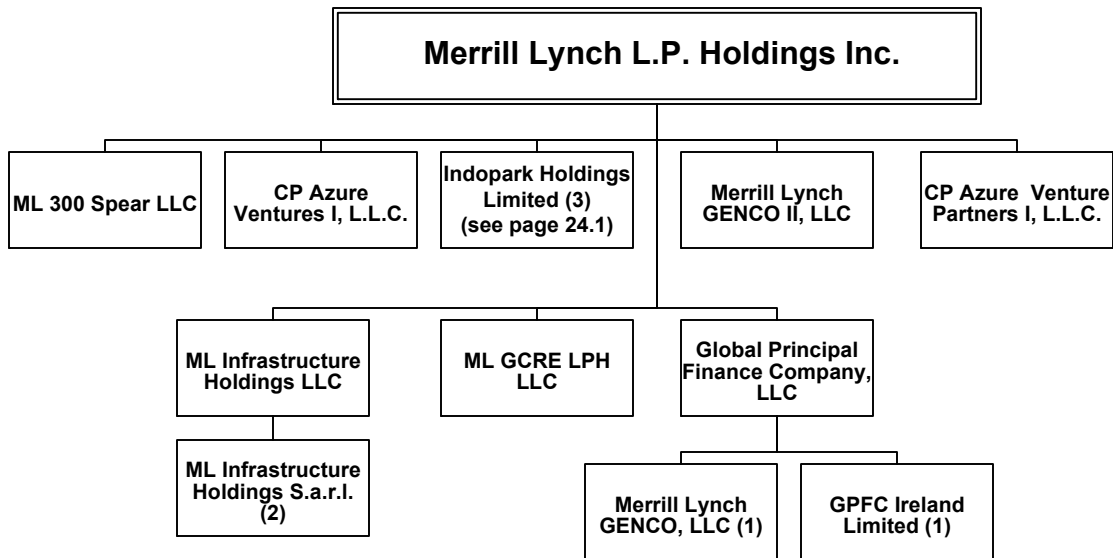 Merrill Lynch L.P. Holdings Inc.
ML 300 Spear LLC
CP Azure
Ventures I, L.L.C.
Indopark Holdings
Limited (3)
(see page 24.1)
Merrill Lynch
GENCO II, LLC
CP Azure Venture
Partners I, L.L.C.
ML Infrastructure
Holdings LLC
ML GCRE LPH
LLC
Global Principal
Finance Company,
LLC
ML Infrastructure
Holdings S.a.r.l.
(2)
Merrill Lynch
GENCO, LLC (1)
GPFC Ireland
Limited (1)